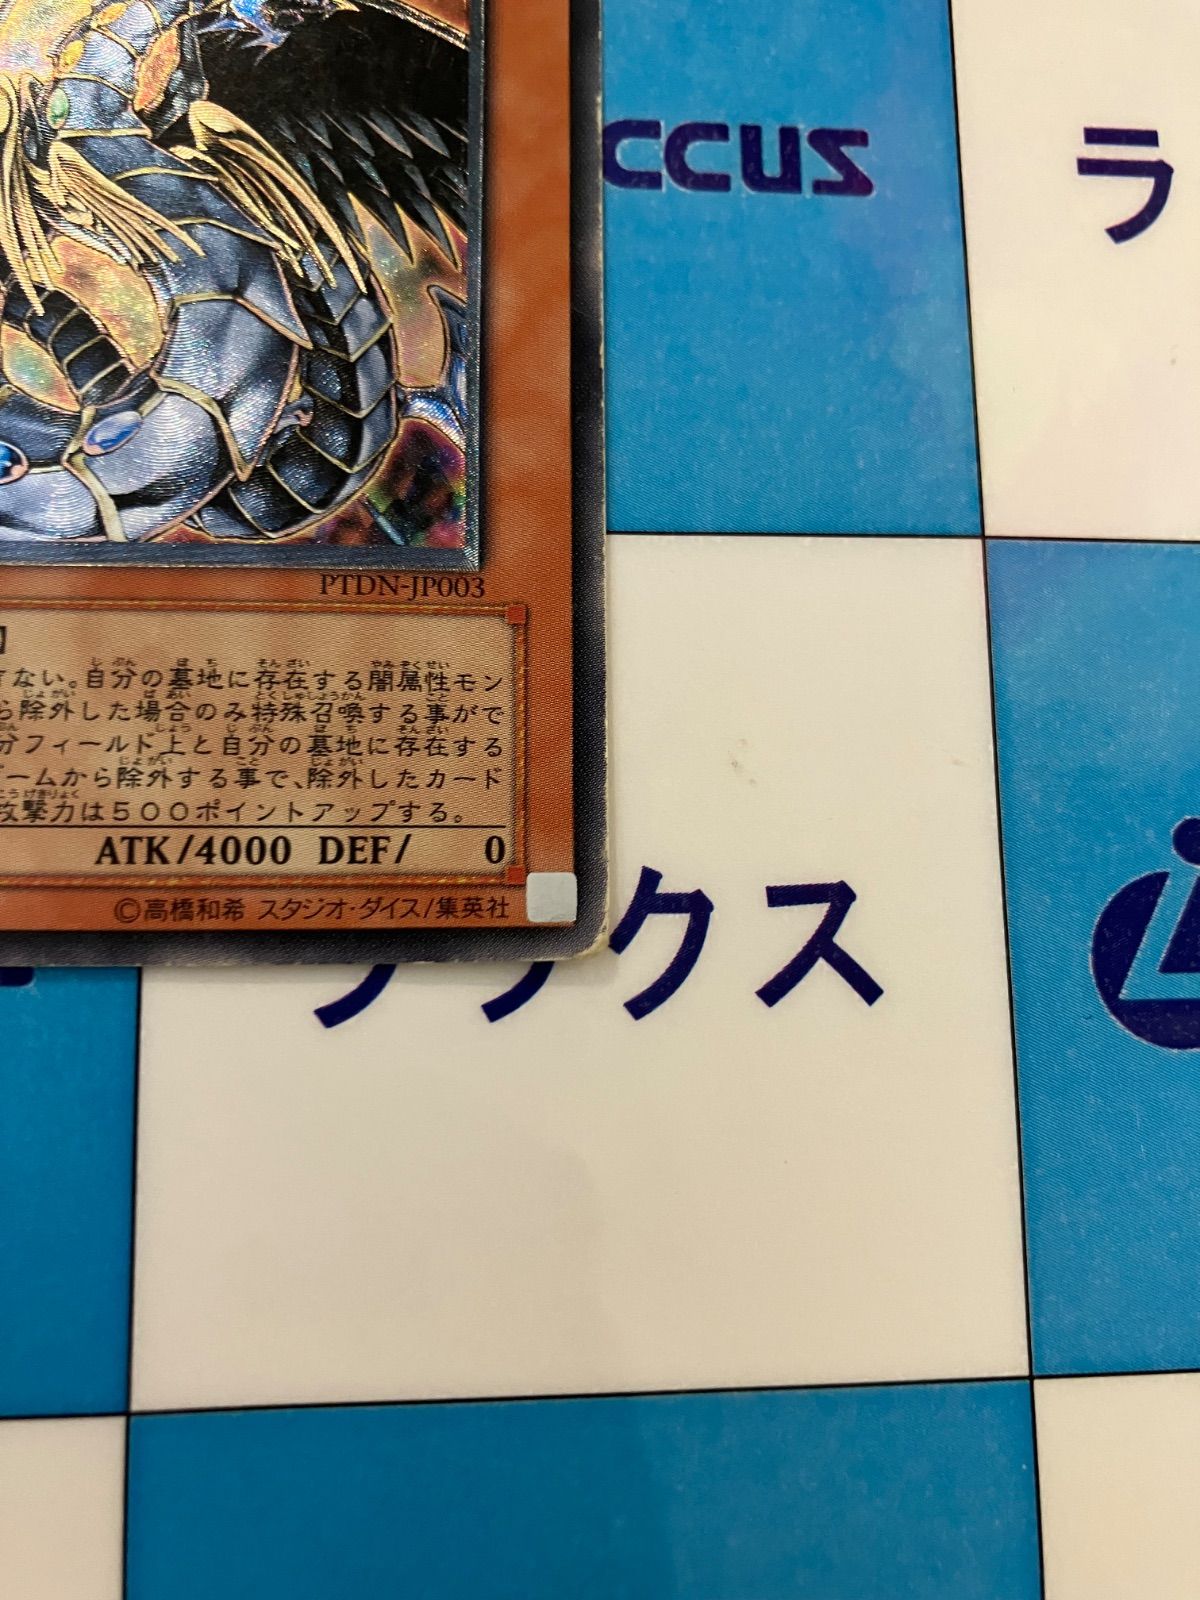 ccus
ラ
PTDN-JP003
ない。自分の墓地に存在する闇属性モン
ら除外した場合のみ特殊召喚する事がで
分フィールド上と自分の墓地に存在する
ームから除外する事で、除外したカード
攻撃力は500ポイントアップする。
ATK/4000 DEF/ 0
©高橋和希 スタジオ・ダイス/集英社
ラックス